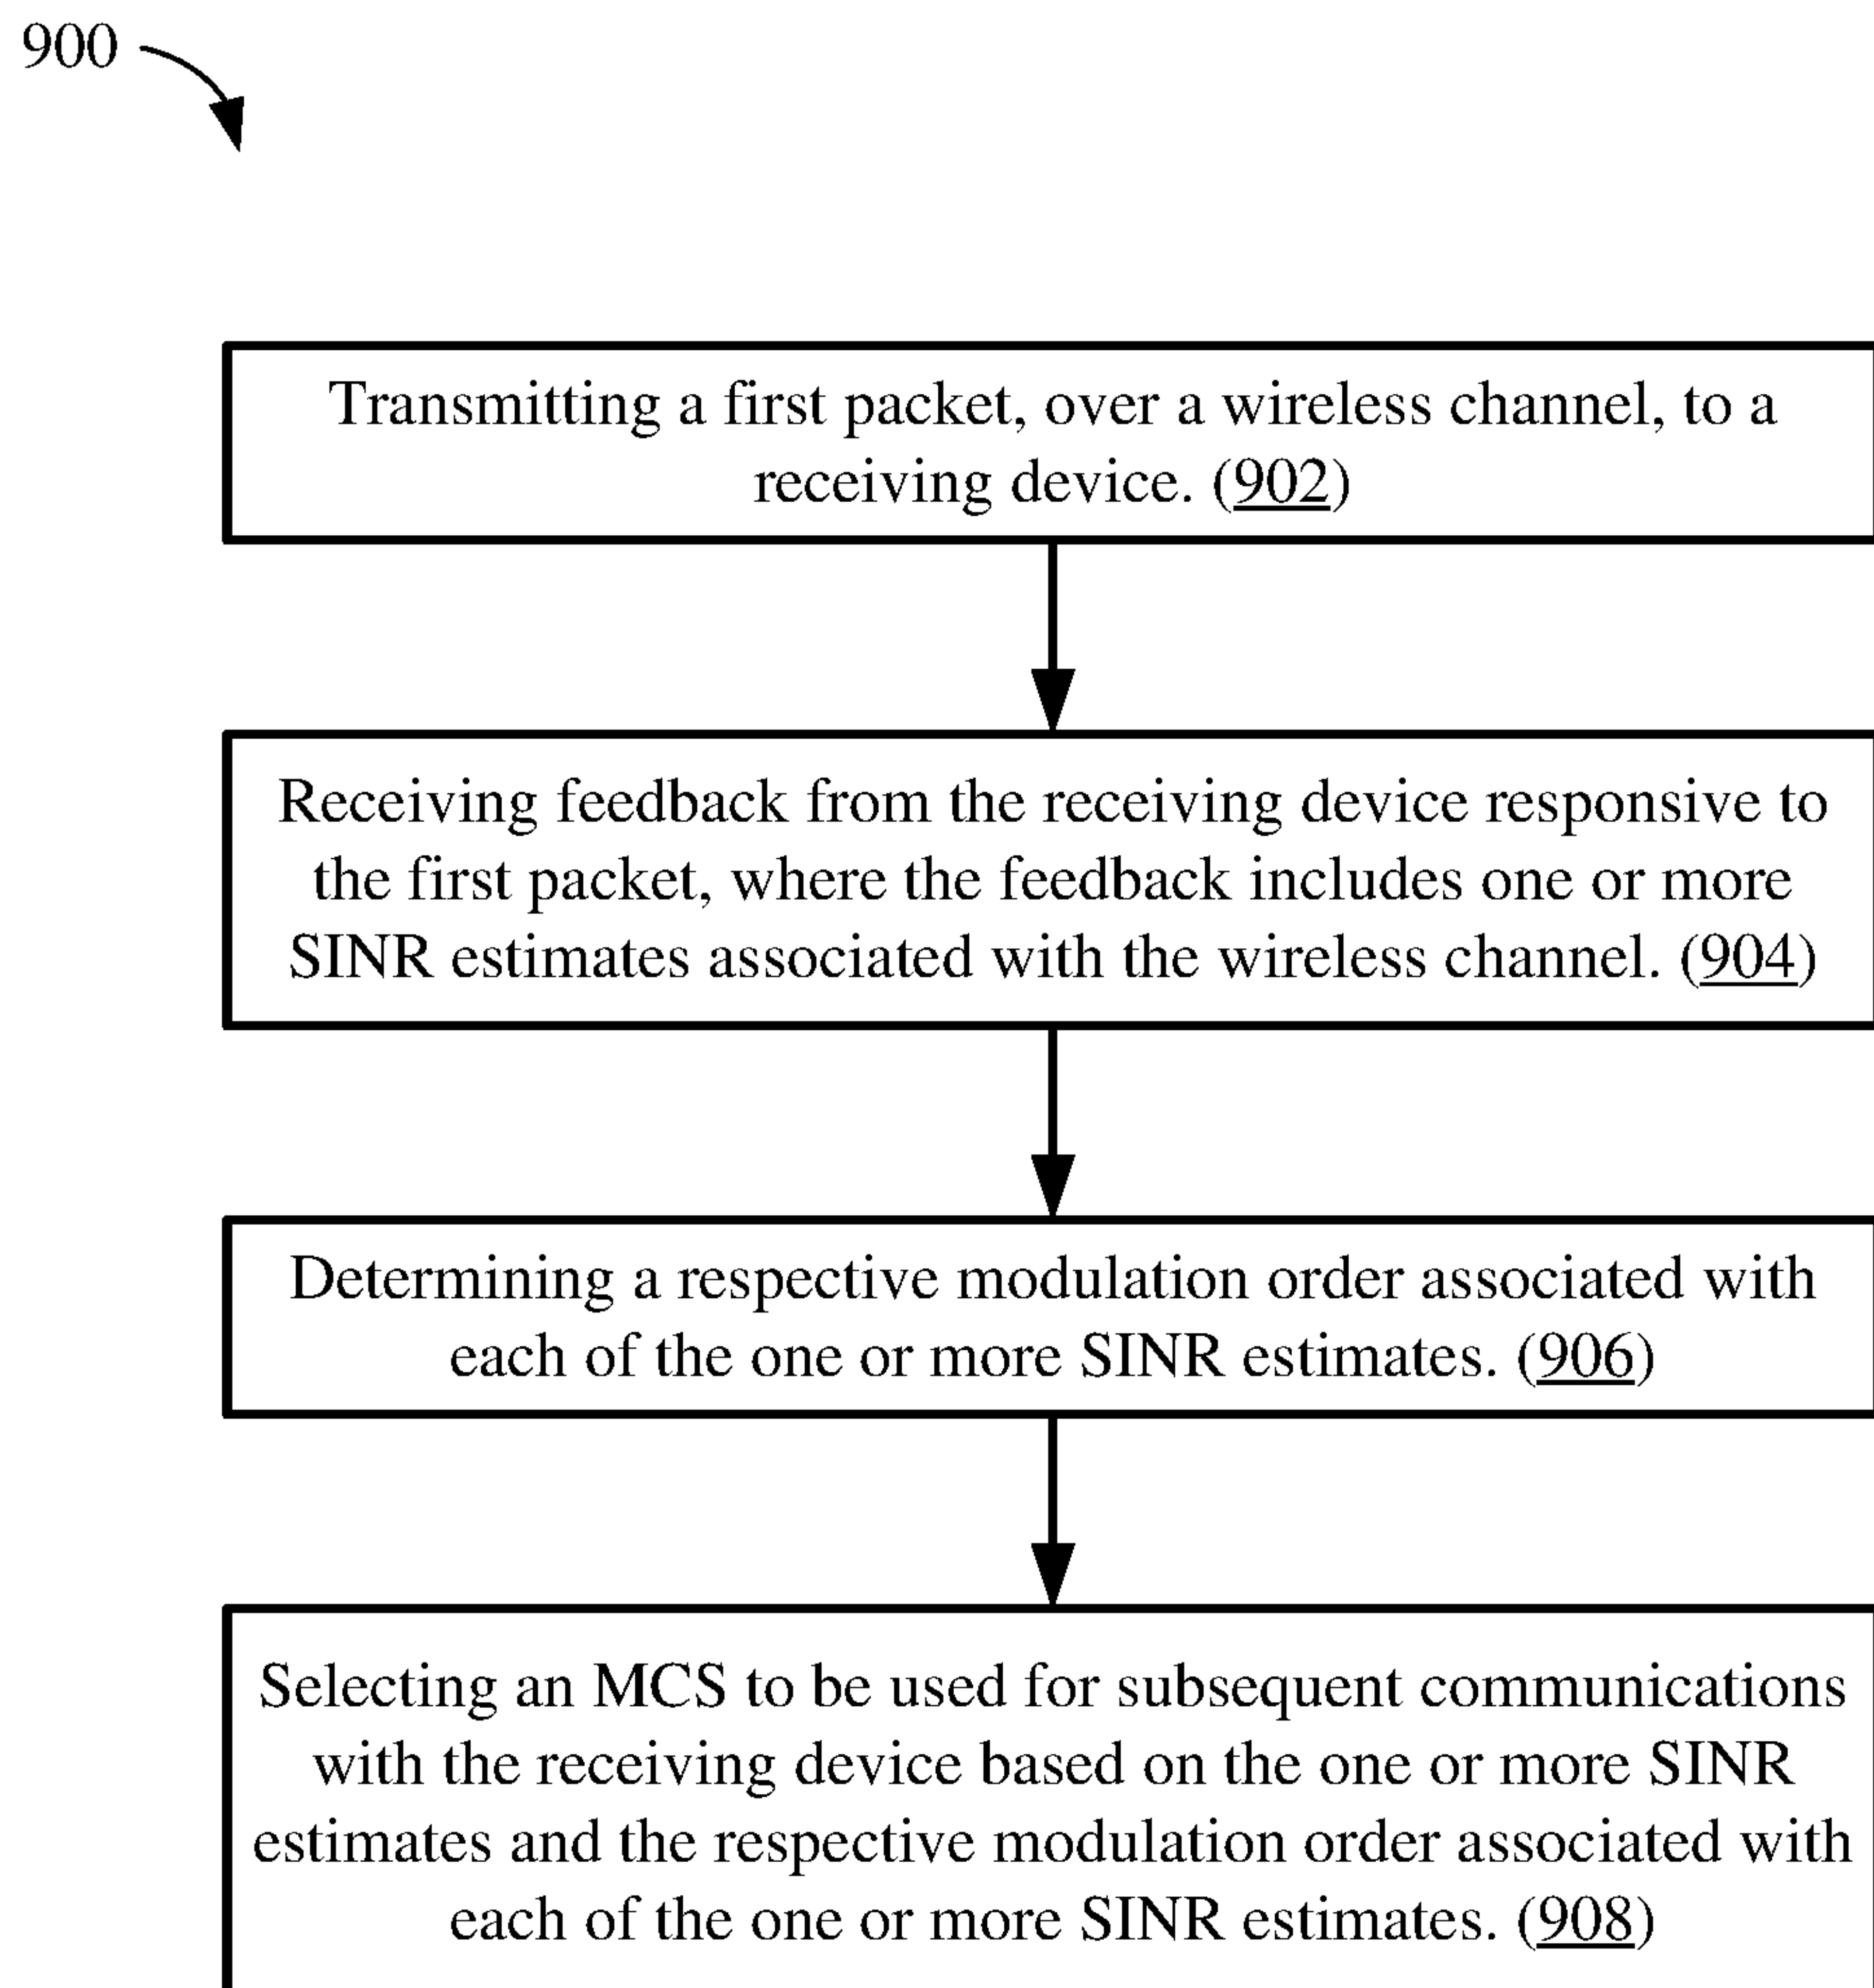 900
Transmitting a first packet, over a wireless channel, to a
receiving device. (902)
Receiving feedback from the receiving device responsive to
the first packet, where the feedback includes one or more
SINR estimates associated with the wireless channel. (904)
Determining a respective modulation order associated with
each of the one or more SINR estimates. (906)
Selecting an MCS to be used for subsequent communications
with the receiving device based on the one or more SINR
estimates and the respective modulation order associated with
each of the one or more SINR estimates. (908)